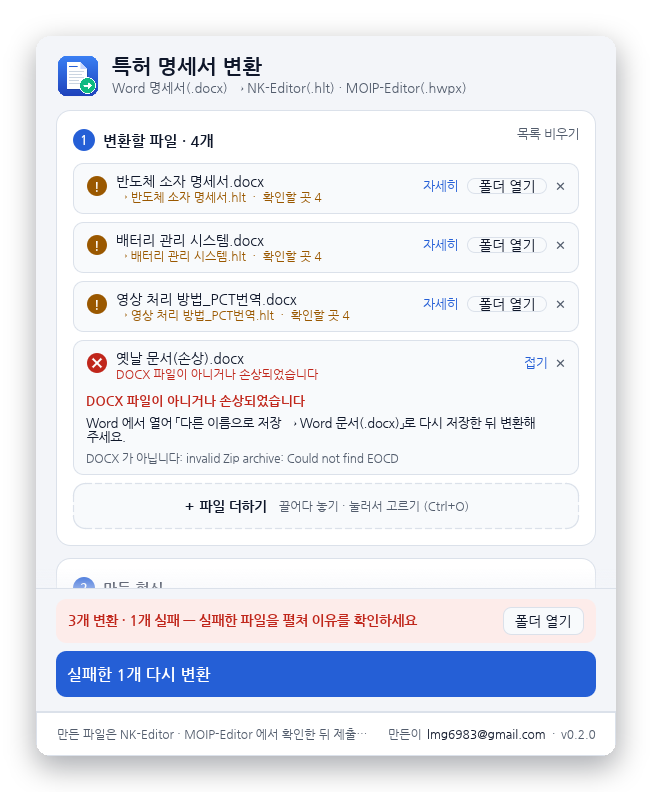 특허 명세서 변환
Word 명세서(.docx) → NK-Editor(.hlt) · MOIP-Editor(.hwpx)
1 변환할 파일 · 4개
목록 비우기
! 반도체 소자 명세서.docx
→ 반도체 소자 명세서.hlt · 확인할 곳 4
자세히 폴더 열기 ×
! 배터리 관리 시스템.docx
→ 배터리 관리 시스템.hlt · 확인할 곳 4
자세히 폴더 열기 ×
! 영상 처리 방법_PCT번역.docx
→ 영상 처리 방법_PCT번역.hlt · 확인할 곳 4
자세히 폴더 열기 ×
옛날 문서(손상).docx
DOCX 파일이 아니거나 손상되었습니다
접기 ×
DOCX 파일이 아니거나 손상되었습니다
Word 에서 열어 「다른 이름으로 저장 → Word 문서(.docx)」로 다시 저장한 뒤 변환해
주세요.
DOCX 가 아닙니다: invalid Zip archive: Could not find EOCD
+ 파일 더하기 끌어다 놓기 · 눌러서 고르기 (Ctrl+O)
3개 변환 · 1개 실패 — 실패한 파일을 펼쳐 이유를 확인하세요
폴더 열기
실패한 1개 다시 변환
만든 파일은 NK-Editor · MOIP-Editor 에서 확인한 뒤 제출…
만든이 lmg6983@gmail.com · v0.2.0